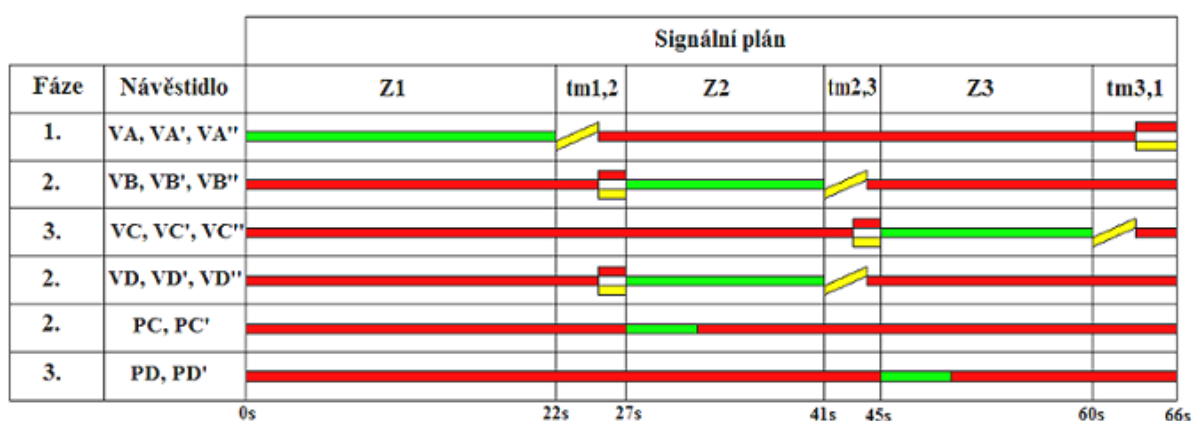 Signální plán
Fáze Návěstidlo Z1 tm1,2 Z2 tm2,3 Z3 tm3,1
1. VA, VA', VA''
2. VB, VB', VB''
3. VC, VC', VC''
2. VD, VD', VD''
2. PC, PC'
3. PD, PD'
0s 22s 27s 41s 45s 60s 66s